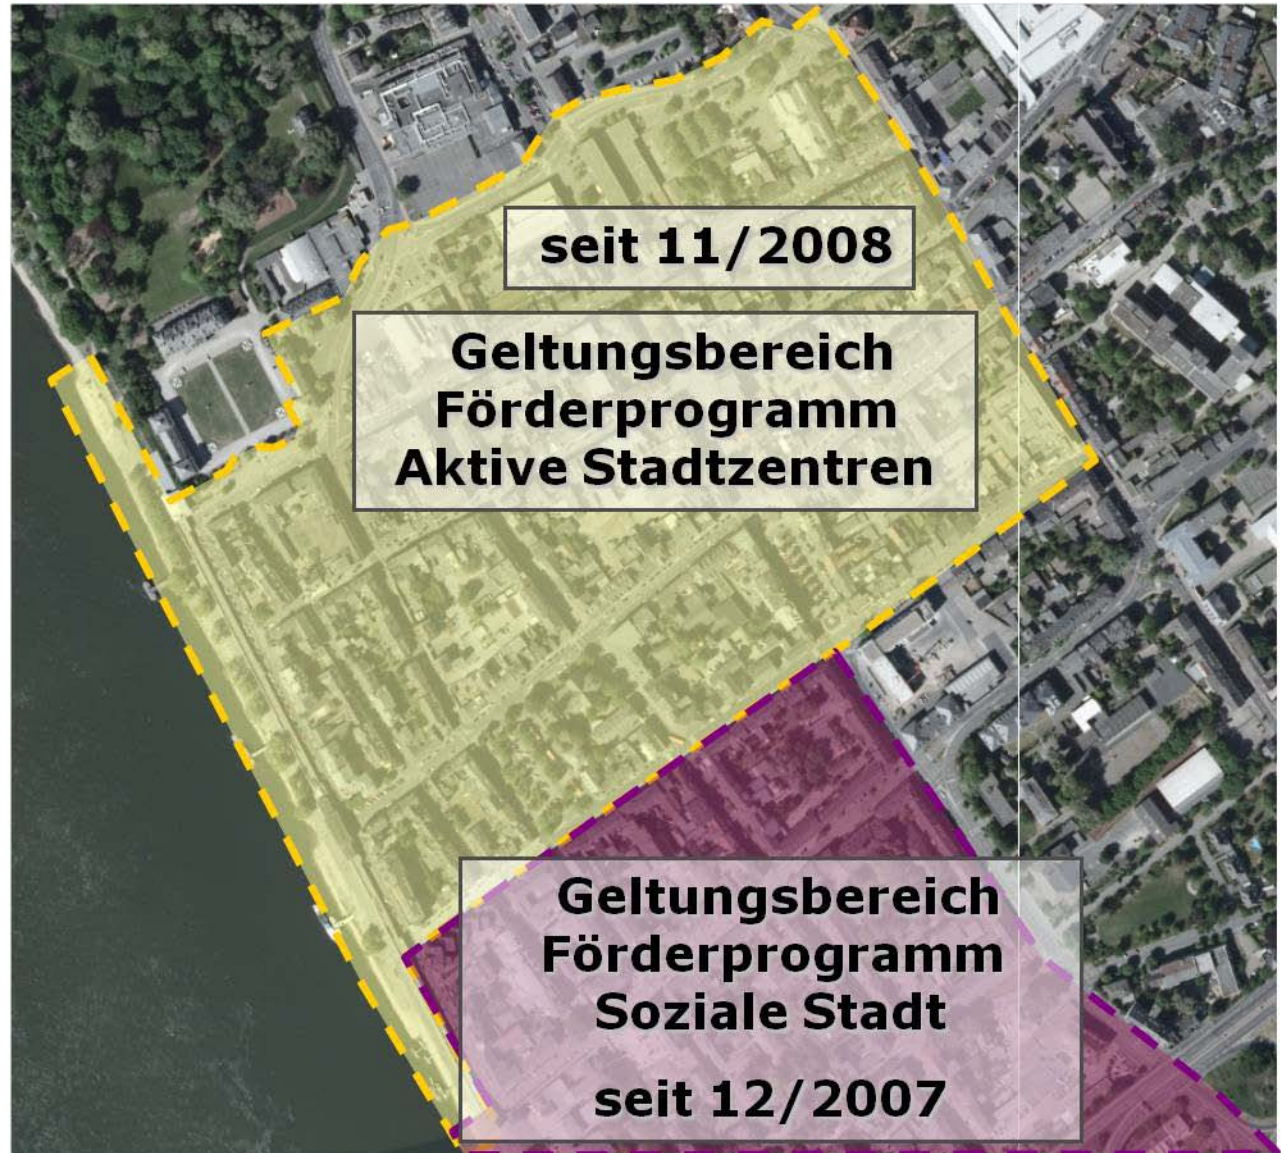 seit 11/2008
Geltungsbereich
Förderprogramm
Aktive Stadtzentren
Geltungsbereich
Förderprogramm
Soziale Stadt
seit 12/2007